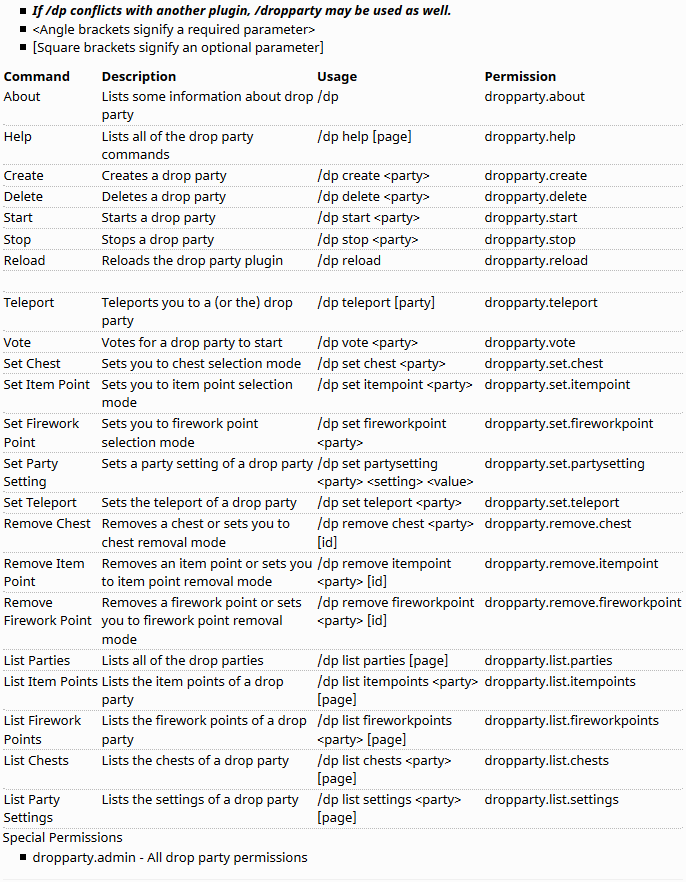 If /dp conflicts with another plugin, /dropparty may be used as well.
<Angle brackets signify a required parameter>
[Square brackets signify an optional parameter]
Command Description Usage Permission
About Lists some information about drop party /dp dropparty.about
Help Lists all of the drop party commands /dp help [page] dropparty.help
Create Creates a drop party /dp create <party> dropparty.create
Delete Deletes a drop party /dp delete <party> dropparty.delete
Start Starts a drop party /dp start <party> dropparty.start
Stop Stops a drop party /dp stop <party> dropparty.stop
Reload Reloads the drop party plugin /dp reload dropparty.reload
Teleport Teleports you to a (or the) drop party /dp teleport [party] dropparty.teleport
Vote Votes for a drop party to start /dp vote <party> dropparty.vote
Set Chest Sets you to chest selection mode /dp set chest <party> dropparty.set.chest
Set Item Point Sets you to item point selection mode /dp set itempoint <party> dropparty.set.itempoint
Set Firework Point Sets you to firework point selection mode /dp set fireworkpoint <party> dropparty.set.fireworkpoint
Set Party Setting Sets a party setting of a drop party /dp set partysetting <party> <setting> <value> dropparty.set.partysetting
Set Teleport Sets the teleport of a drop party /dp set teleport <party> dropparty.set.teleport
Remove Chest Removes a chest or sets you to chest removal mode /dp remove chest <party> [id] dropparty.remove.chest
Remove Item Point Removes an item point or sets you to item point removal mode /dp remove itempoint <party> [id] dropparty.remove.itempoint
Remove Firework Point Removes a firework point or sets you to firework point removal mode /dp remove fireworkpoint <party> [id] dropparty.remove.fireworkpoint
List Parties Lists all of the drop parties /dp list parties [page] dropparty.list.parties
List Item Points Lists the item points of a drop party /dp list itempoints <party> [page] dropparty.list.itempoints
List Firework Points Lists the firework points of a drop party /dp list fireworkpoints <party> [page] dropparty.list.fireworkpoints
List Chests Lists the chests of a drop party /dp list chests <party> [page] dropparty.list.chests
List Party Settings Lists the settings of a drop party /dp list settings <party> [page] dropparty.list.settings
Special Permissions
dropparty.admin - All drop party permissions